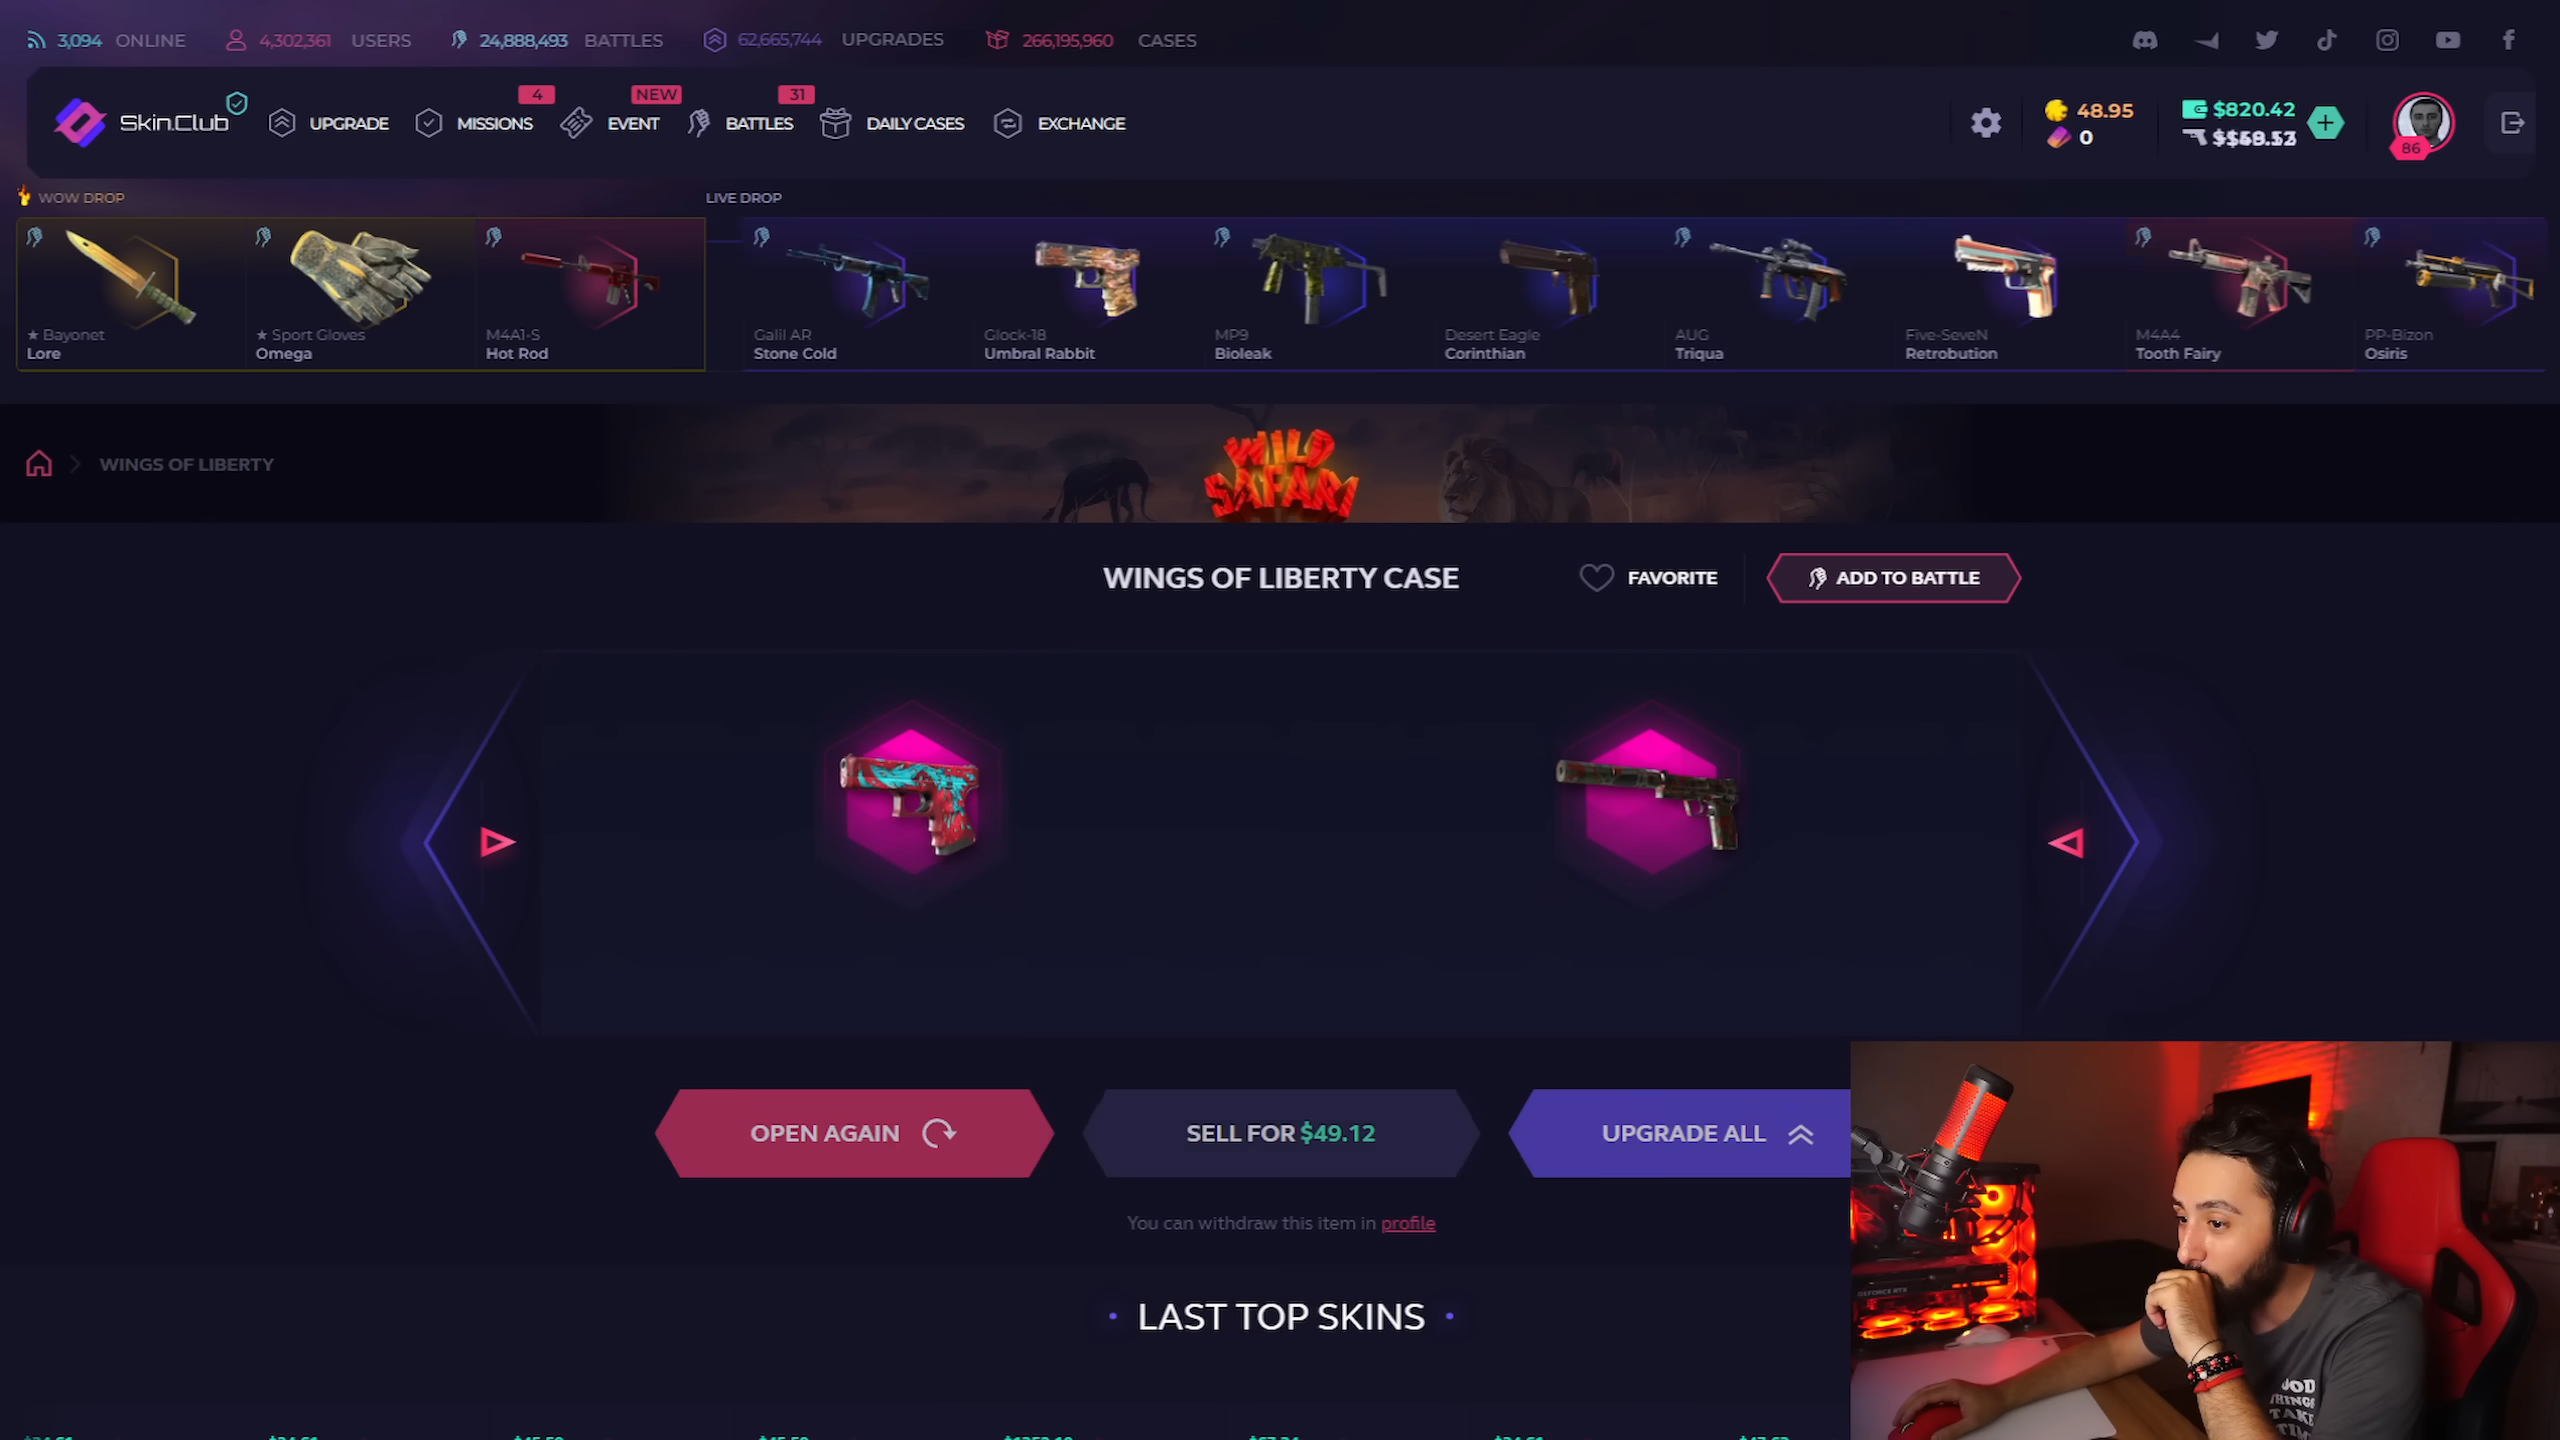 3,094 ONLINE 4,302,361 USERS 24,888,493 BATTLES 62,665,744 UPGRADES 266,195,960 CASES
Skin.Club UPGRADE MISSIONS 4 EVENT NEW BATTLES 31 DAILY CASES EXCHANGE
48.95
0
$820.42
86
WOW DROP
LIVE DROP
★ Bayonet
Lore
★ Sport Gloves
Omega
M4A1-S
Hot Rod
Galil AR
Stone Cold
Glock-18
Umbral Rabbit
MP9
Bioleak
Desert Eagle
Corinthian
AUG
Triqua
Five-SeveN
Retrobution
M4A4
Tooth Fairy
PP-Bizon
Osiris
WINGS OF LIBERTY
WILD
SAFARI
WINGS OF LIBERTY CASE
FAVORITE
ADD TO BATTLE
OPEN AGAIN
SELL FOR $49.12
UPGRADE ALL
You can withdraw this item in profile
· LAST TOP SKINS ·
GEFORCE RTX
THINGS
TAKE